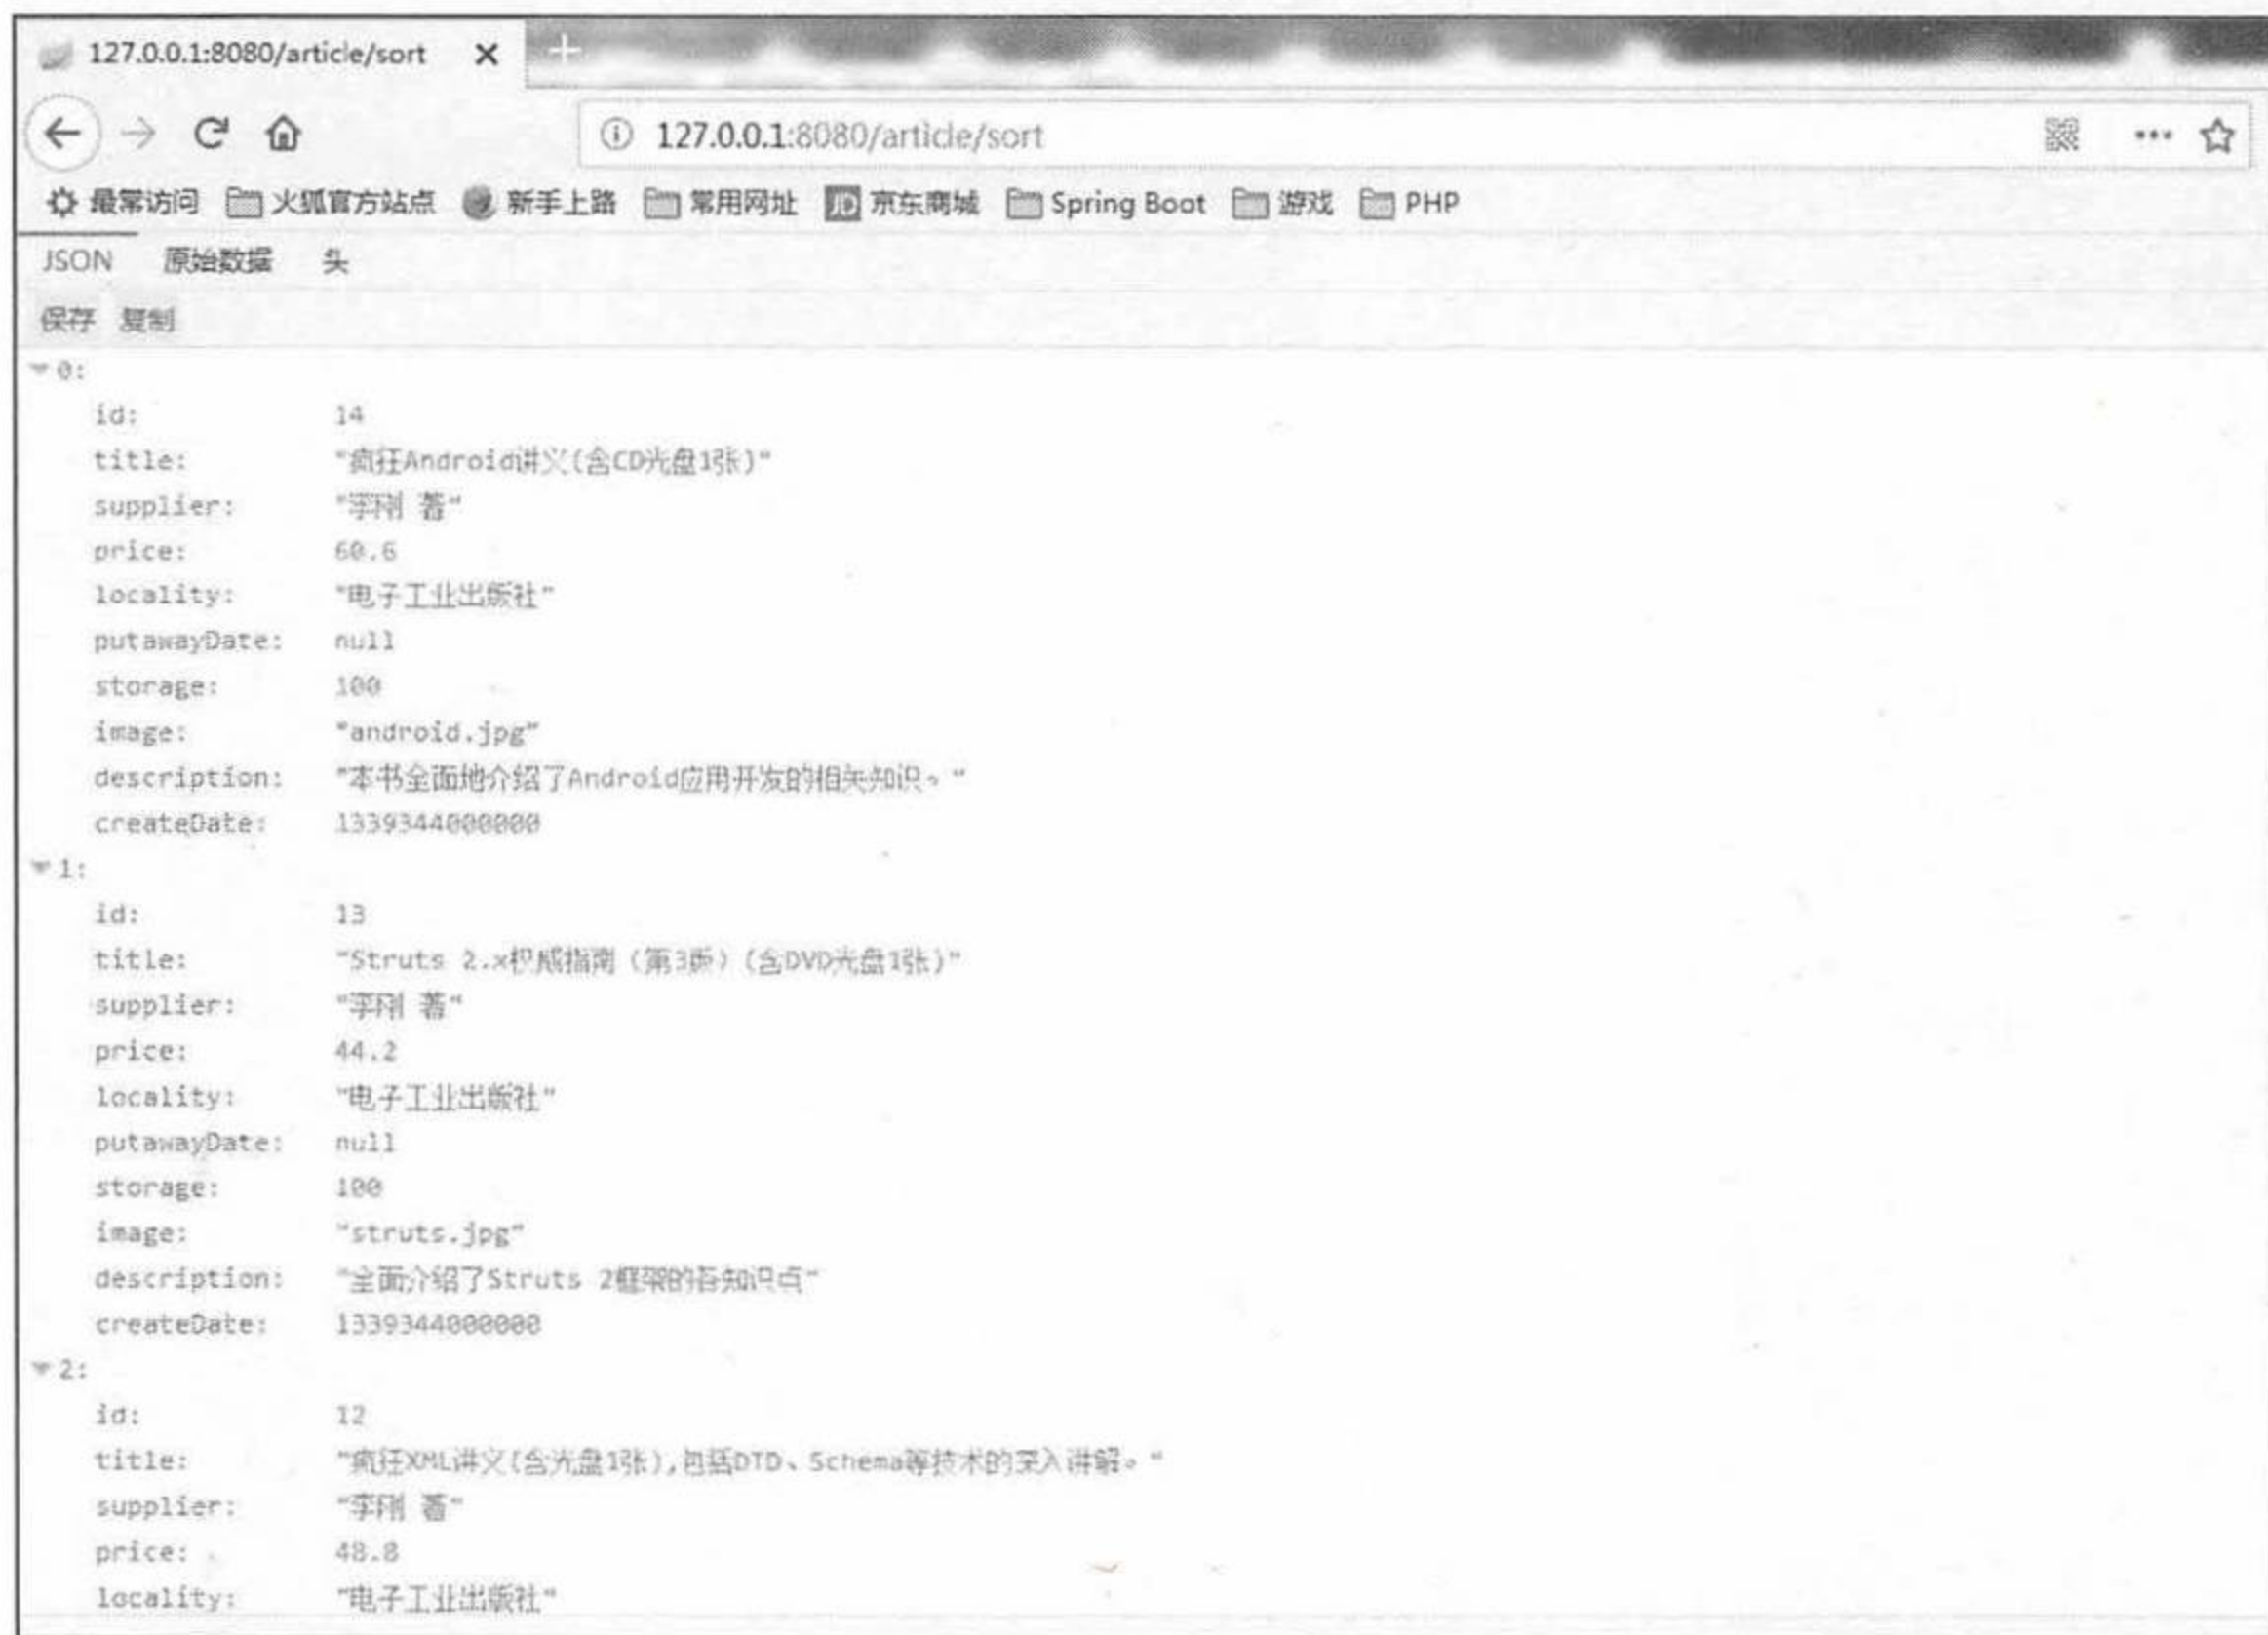 127.0.0.1:8080/article/sort
127.0.0.1:8080/article/sort
最常访问 火狐官方站点 新手上路 常用网址 JD 京东商城 Spring Boot 游戏 PHP
JSON 原始数据 头
保存 复制
0:
id: 14
title: "疯狂Android讲义(含CD光盘1张)"
supplier: "李刚 著"
price: 60.6
locality: "电子工业出版社"
putawayDate: null
storage: 100
image: "android.jpg"
description: "本书全面地介绍了Android应用开发的相关知识。"
createDate: 1339344000000
1:
id: 13
title: "Struts 2.x权威指南（第3版）(含DVD光盘1张)"
supplier: "李刚 著"
price: 44.2
locality: "电子工业出版社"
putawayDate: null
storage: 100
image: "struts.jpg"
description: "全面介绍了Struts 2框架的各知识点"
createDate: 1339344000000
2:
id: 12
title: "疯狂XML讲义(含光盘1张),包括DTD、Schema等技术的深入讲解。"
supplier: "李刚 著"
price: 48.8
locality: "电子工业出版社"